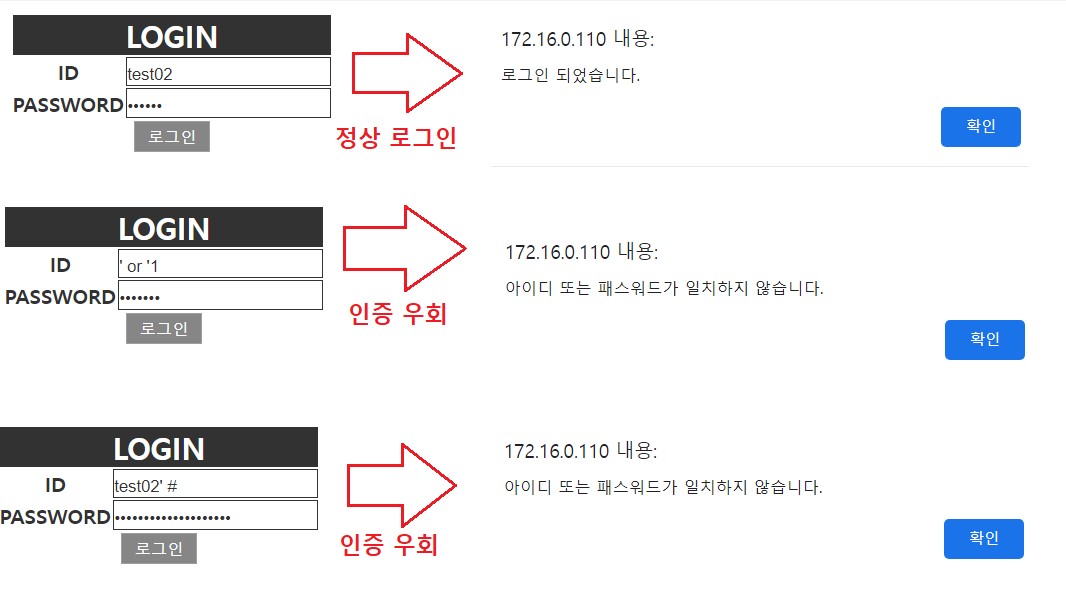 LOGIN
ID test02
PASSWORD ••••••
로그인
정상 로그인
172.16.0.110 내용:
로그인 되었습니다.
확인
LOGIN
ID ' or '1
PASSWORD •••••••
로그인
인증 우회
172.16.0.110 내용:
아이디 또는 패스워드가 일치하지 않습니다.
확인
LOGIN
ID test02' #
PASSWORD ••••••••••••••••••••
로그인
인증 우회
172.16.0.110 내용:
아이디 또는 패스워드가 일치하지 않습니다.
확인